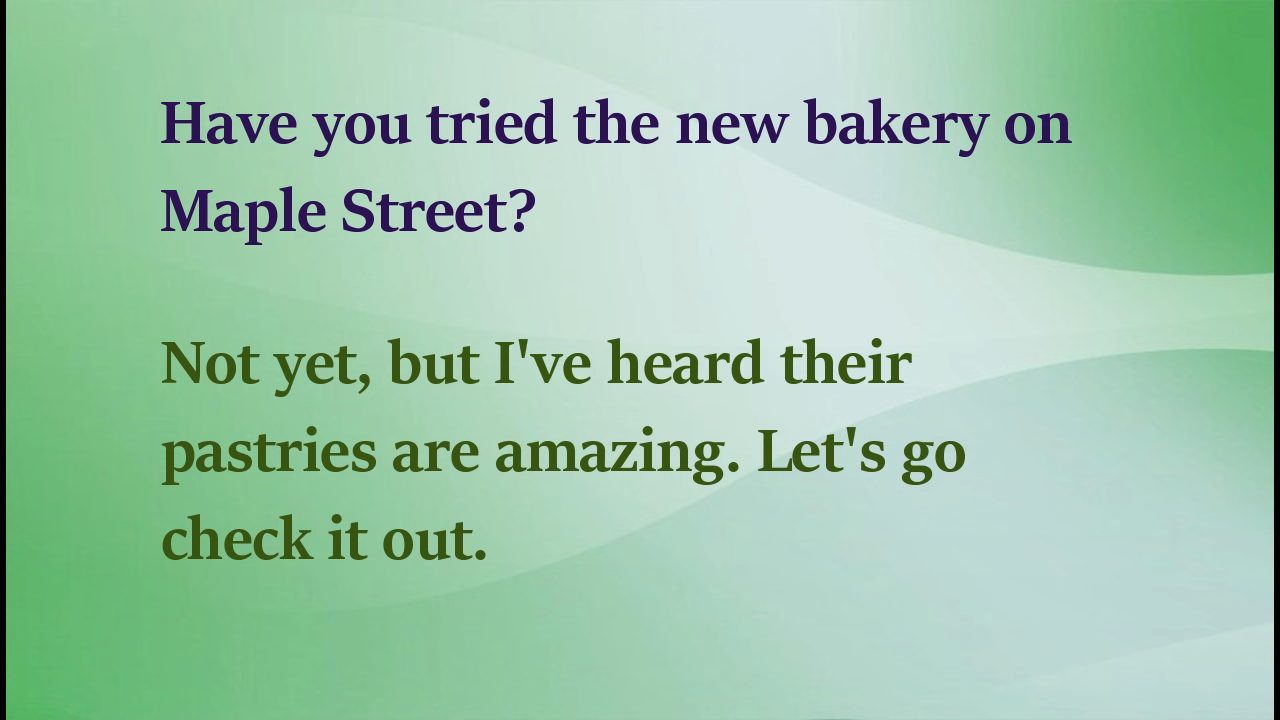 Have you tried the new bakery on
Maple Street?
Not yet, but I've heard their
pastries are amazing. Let's go
check it out.